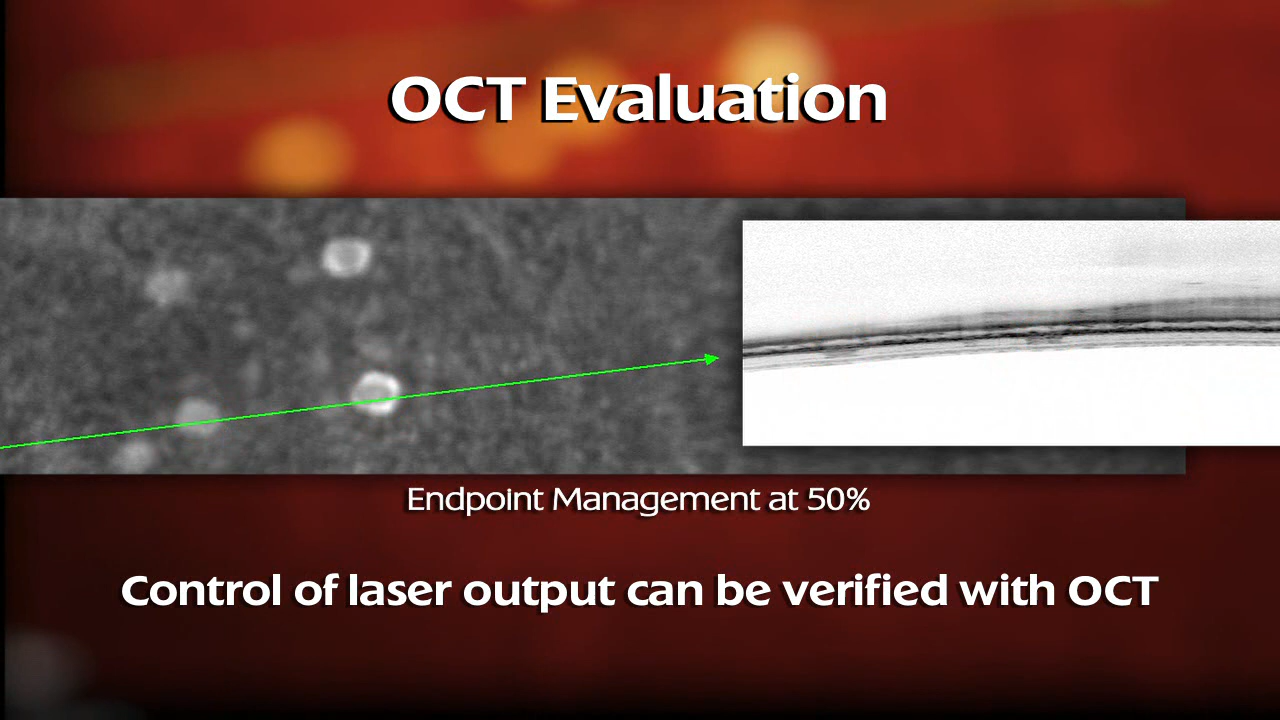 OCT Evaluation
Endpoint Management at 50%
Control of laser output can be verified with OCT